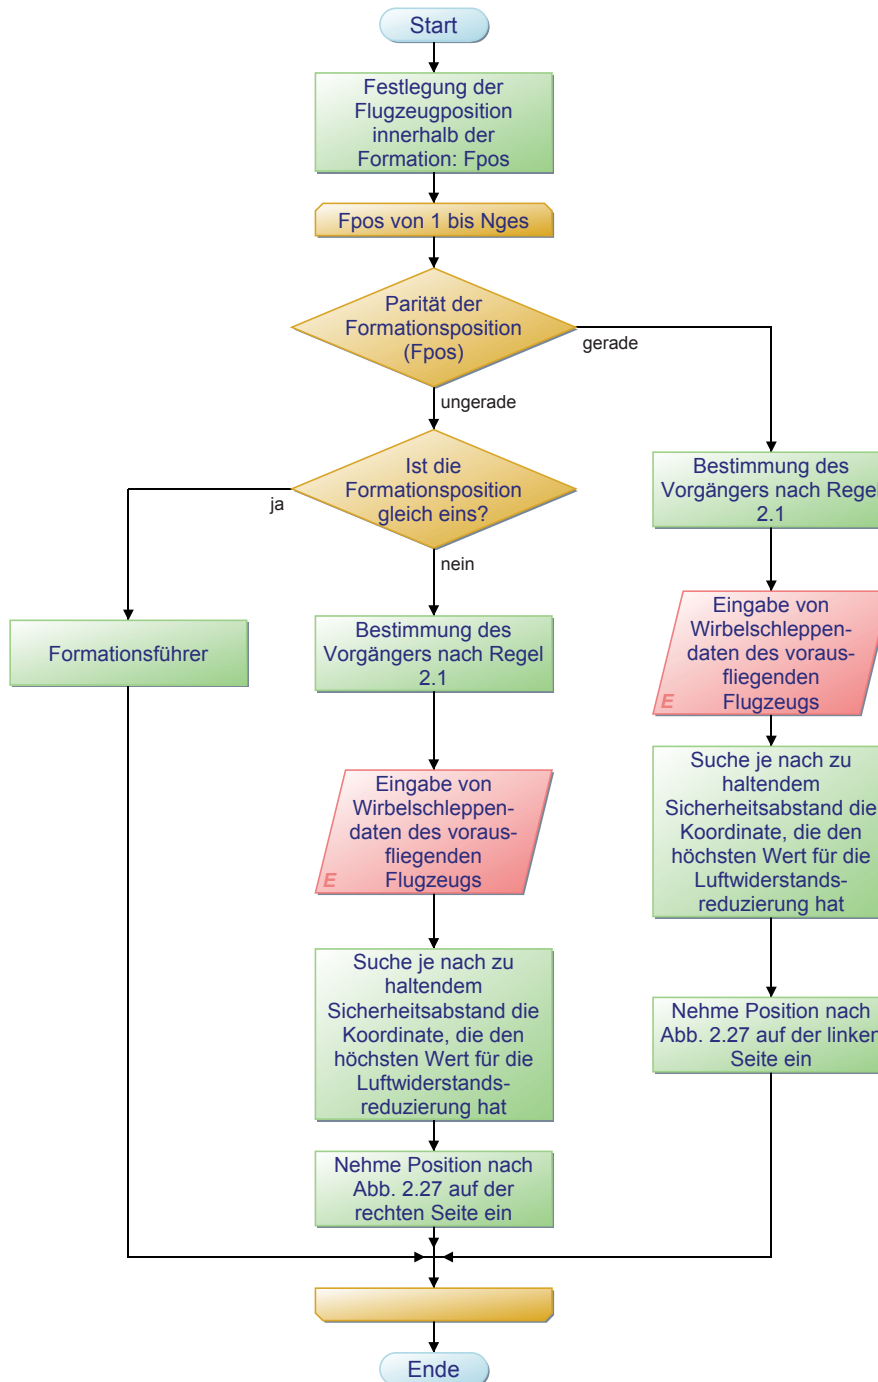 Start
Festlegung der
Flugzeugposition
innerhalb der
Formation: Fpos
Fpos von 1 bis Nges
Parität der
Formationsposition
(Fpos)
gerade
ungerade
Ist die
Formationsposition
gleich eins?
ja
nein
Formationsführer
Bestimmung des
Vorgängers nach Regel
2.1
Eingabe von
Wirbelschleppen-
daten des voraus-
fliegenden
Flugzeugs
E
Suche je nach zu
haltendem
Sicherheitsabstand die
Koordinate, die den
höchsten Wert für die
Luftwiderstands-
reduzierung hat
Nehme Position nach
Abb. 2.27 auf der
rechten Seite ein
Bestimmung des
Vorgängers nach Regel
2.1
Eingabe von
Wirbelschleppen-
daten des voraus-
fliegenden
Flugzeugs
E
Suche je nach zu
haltendem
Sicherheitsabstand die
Koordinate, die den
höchsten Wert für die
Luftwiderstands-
reduzierung hat
Nehme Position nach
Abb. 2.27 auf der linken
Seite ein
Ende